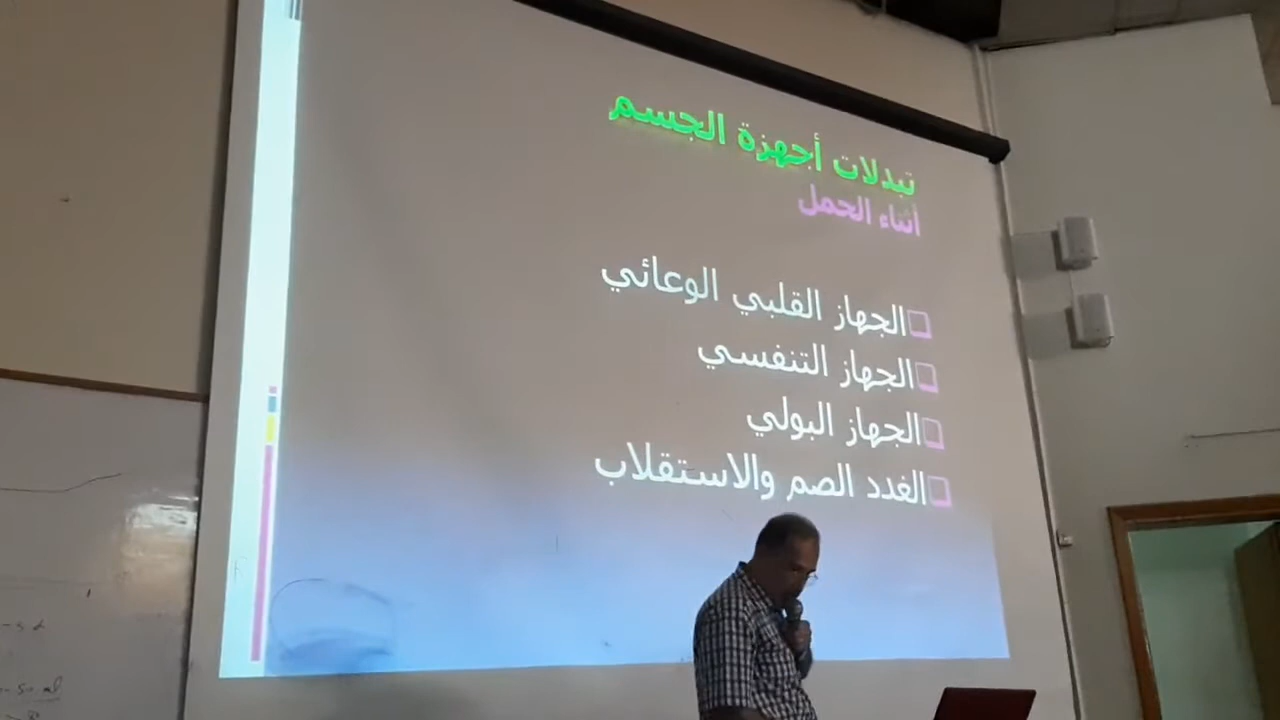 تبدلات أجهزة الجسم
أثناء الحمل
الجهاز القلبي الوعائي
الجهاز التنفسي
الجهاز البولي
الغدد الصم والاستقلاب